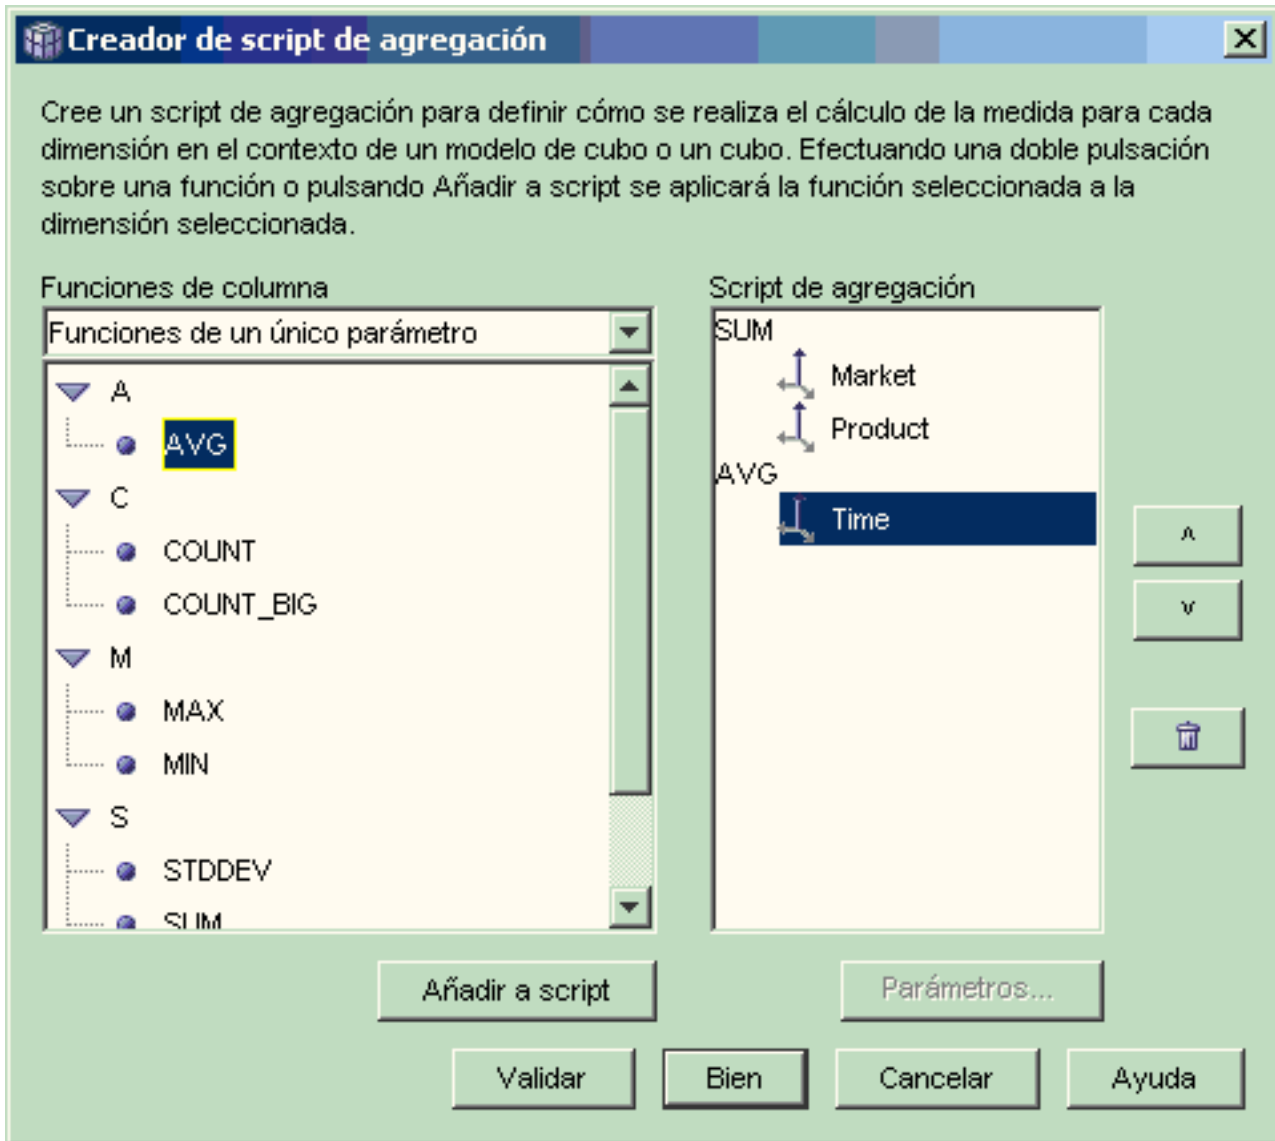 Creador de script de agregación
Cree un script de agregación para definir cómo se realiza el cálculo de la medida para cada
dimensión en el contexto de un modelo de cubo o un cubo. Efectuando una doble pulsación
sobre una función o pulsando Añadir a script se aplicará la función seleccionada a la
dimensión seleccionada.
Funciones de columna
Funciones de un único parámetro
A
AVG
C
COUNT
COUNT_BIG
M
MAX
MIN
S
STDDEV
SUM
Script de agregación
SUM
Market
Product
AVG
Time
Añadir a script
Parámetros...
Validar
Bien
Cancelar
Ayuda